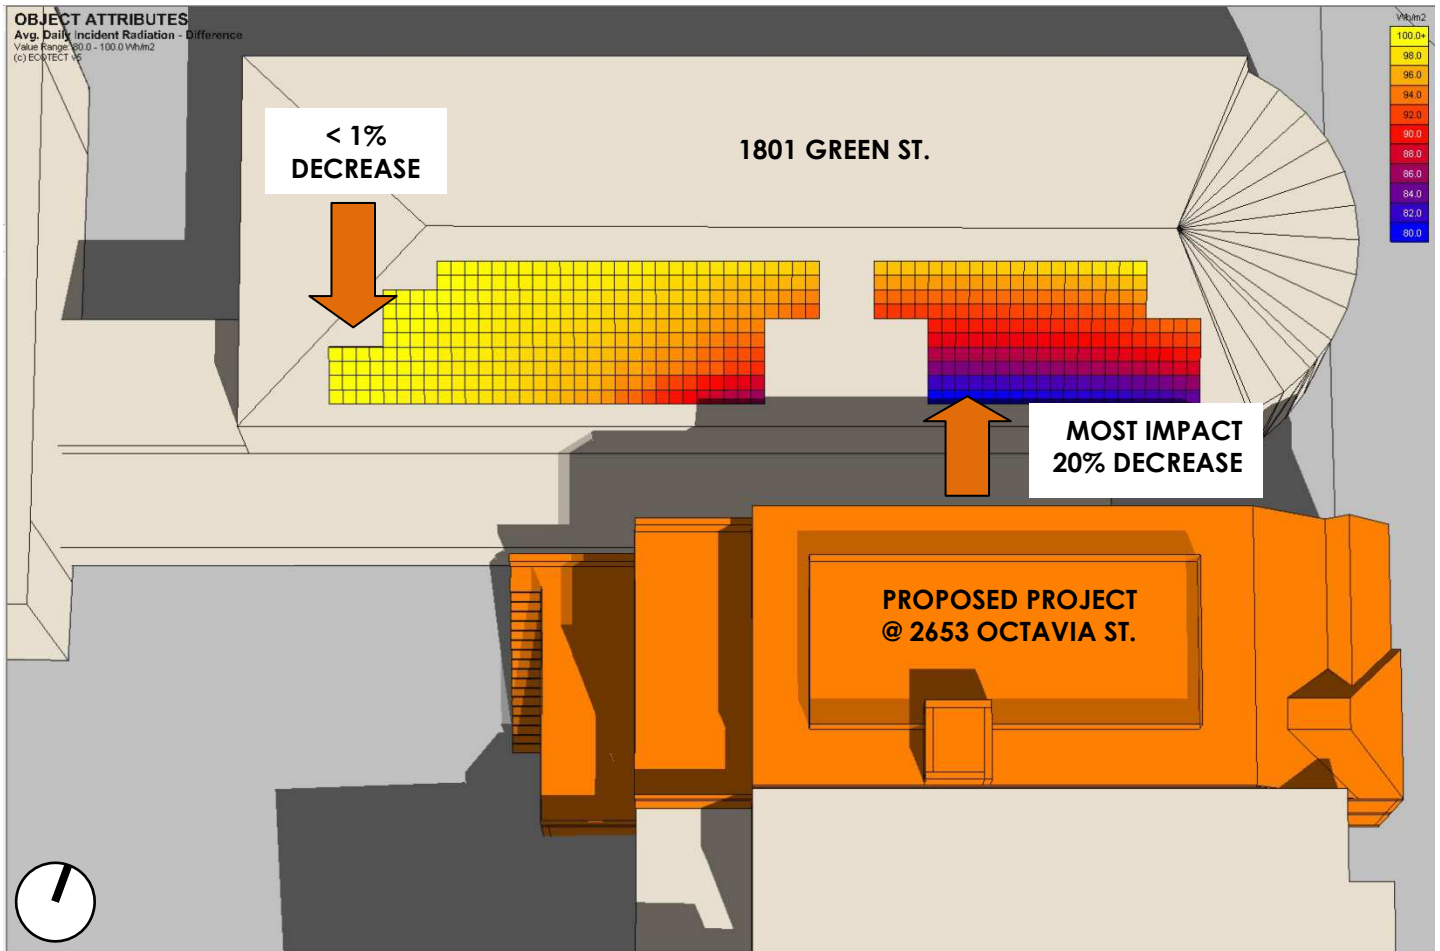 OBJECT ATTRIBUTES
Avg. Daily Incident Radiation - Difference
Value Range: 80.0 - 100.0 Wh/m2
(c) ECOTECT v5
Wh/m2
100.0+
98.0
96.0
94.0
92.0
90.0
88.0
86.0
84.0
82.0
80.0
< 1%
DECREASE
1801 GREEN ST.
MOST IMPACT
20% DECREASE
PROPOSED PROJECT
@ 2653 OCTAVIA ST.